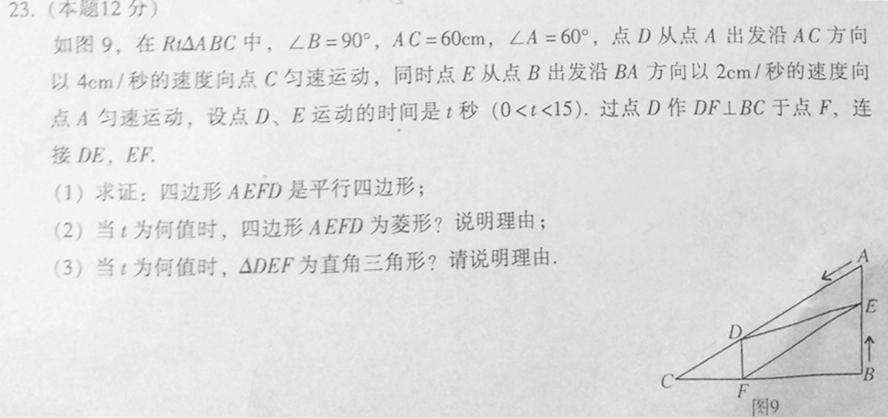 23. (本题12 分)
如图 9, 在 Rt△ABC 中, ∠B=90°, AC=60cm, ∠A=60°, 点 D 从点 A 出发沿 AC 方向
以 4cm/秒的速度向点 C 匀速运动, 同时点 E 从点 B 出发沿 BA 方向以 2cm/秒的速度向
点 A 匀速运动, 设点 D、E 运动的时间是 t 秒 (0<t<15). 过点 D 作 DF⊥BC 于点 F, 连
接 DE, EF.
(1) 求证: 四边形 AEFD 是平行四边形;
(2) 当 t 为何值时, 四边形 AEFD 为菱形? 说明理由;
(3) 当 t 为何值时, △DEF 为直角三角形? 请说明理由.
A
E
D
C
F
B
图9